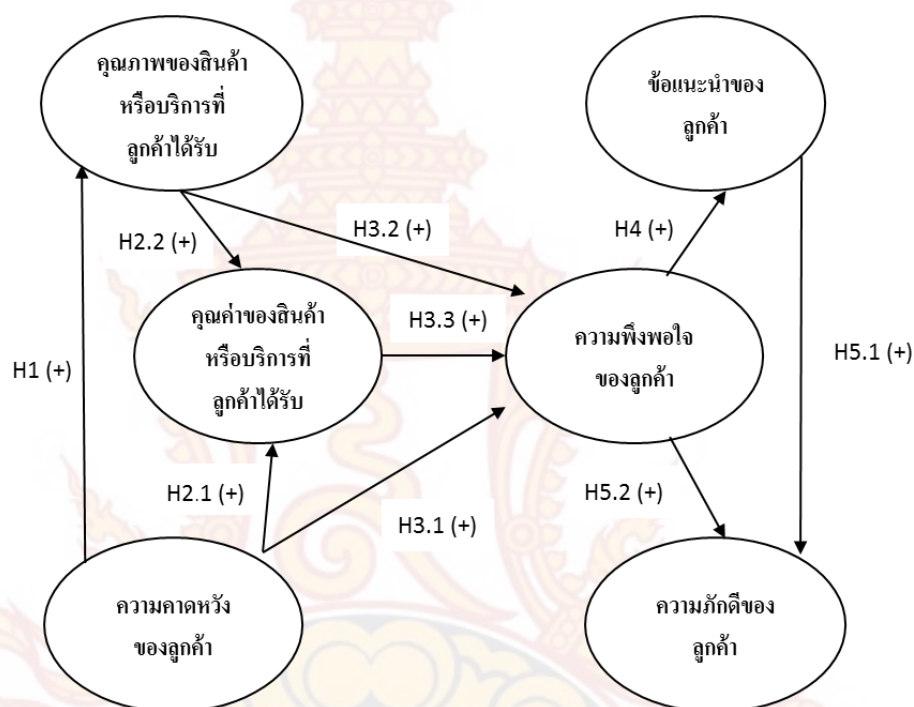 คุณภาพของสินค้า
หรือบริการที่
ลูกค้าได้รับ
ข้อแนะนำของ
ลูกค้า
H2.2 (+)
H3.2 (+)
H4 (+)
คุณค่าของสินค้า
หรือบริการที่
ลูกค้าได้รับ
H3.3 (+)
ความพึงพอใจ
ของลูกค้า
H1 (+)
H5.1 (+)
H2.1 (+)
H3.1 (+)
H5.2 (+)
ความคาดหวัง
ของลูกค้า
ความภักดีของ
ลูกค้า